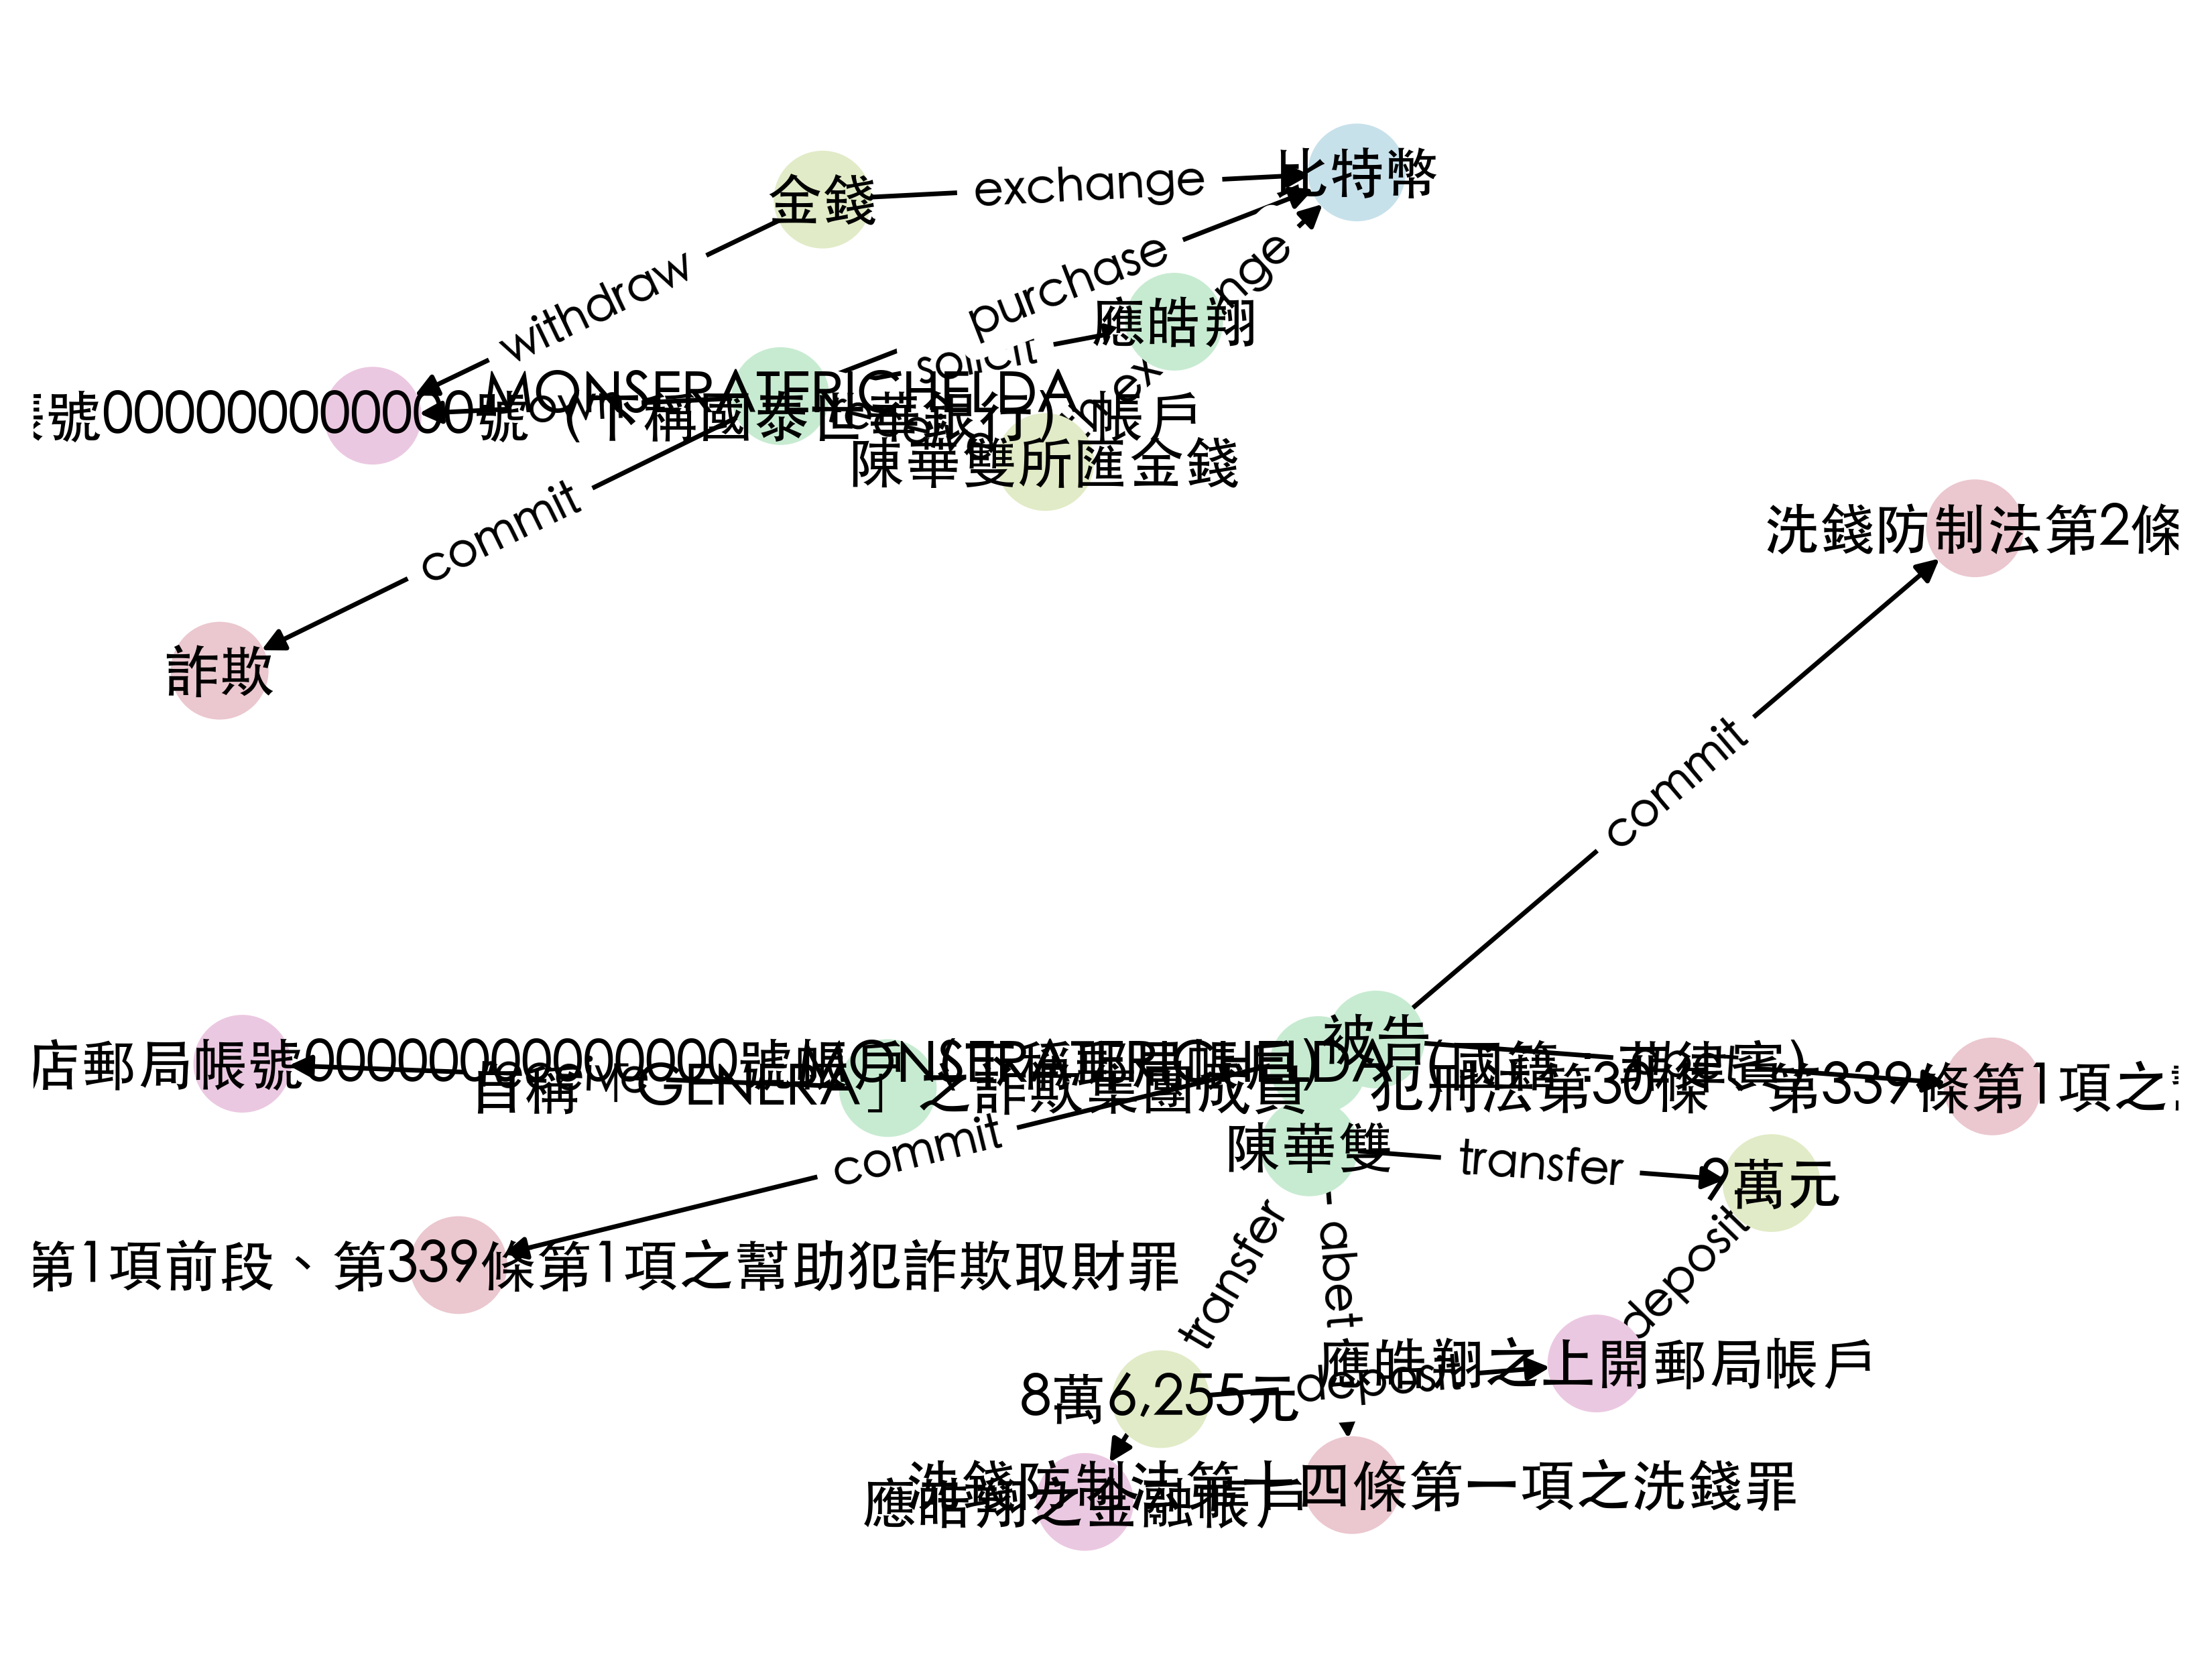 比特幣
金錢
exchange
withdraw
purchase
應皓翔
solicit
MONSERATERICHELDA
號000000000000號（下稱國泰世華銀行）帳戶
陳華雙所匯金錢
commit
洗錢防制法第2條
詐欺
commit
被告
店郵局帳號00000000000000號帳戶（下稱郵局帳戶）
MONSERATERICHELDA（國籍：菲律賓）
receive
自稱「GENERA」之詐欺集團成員
犯刑法第30條、第339條第1項之
commit
陳華雙
transfer
9萬元
transfer
abet
deposit
第1項前段、第339條第1項之幫助犯詐欺取財罪
應皓翔之上開郵局帳戶
deposit
8萬6,255元
洗錢防制法第十四條第一項之洗錢罪
應皓翔之金融帳戶